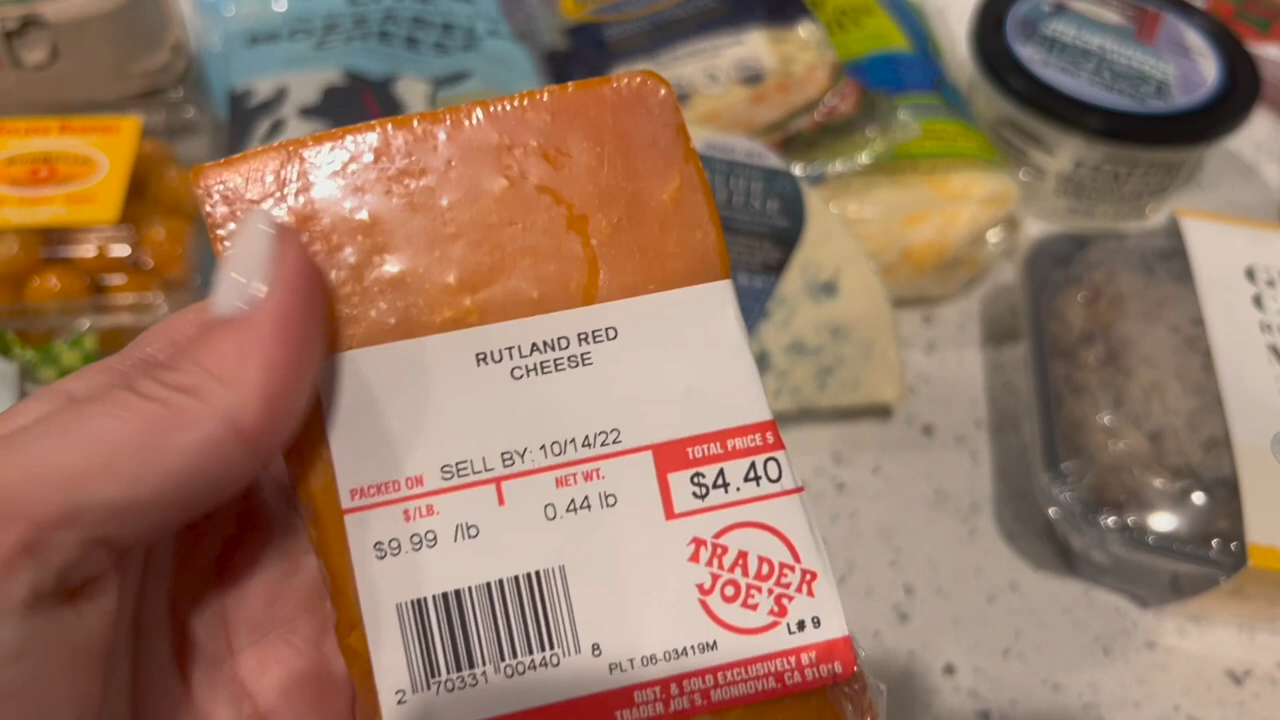 RUTLAND RED
CHEESE
PACKED ON SELL BY: 10/14/22
$/LB. NET WT. TOTAL PRICE $
$9.99 /lb 0.44 lb $4.40
TRADER
JOE'S
L# 9
2 70331 00440 8
PLT.06-03419M
DIST. & SOLD EXCLUSIVELY BY
TRADER JOE'S, MONROVIA, CA 91016